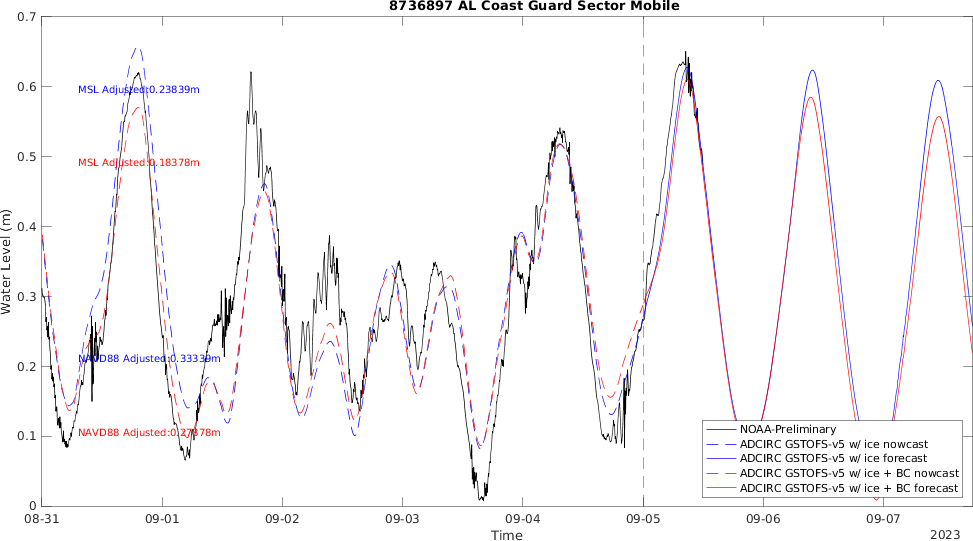 8736897 AL Coast Guard Sector Mobile
0.7
0.6
0.5
0.4
0.3
0.2
0.1
0
Water Level (m)
MSL Adjusted:0.23839m
MSL Adjusted:0.18378m
NAVD88 Adjusted:0.33339m
NAVD88 Adjusted:0.27878m
NOAA-Preliminary
ADCIRC GSTOFS-v5 w/ ice nowcast
ADCIRC GSTOFS-v5 w/ ice forecast
ADCIRC GSTOFS-v5 w/ ice + BC nowcast
ADCIRC GSTOFS-v5 w/ ice + BC forecast
08-31 09-01 09-02 09-03 09-04 09-05 09-06 09-07
Time
2023